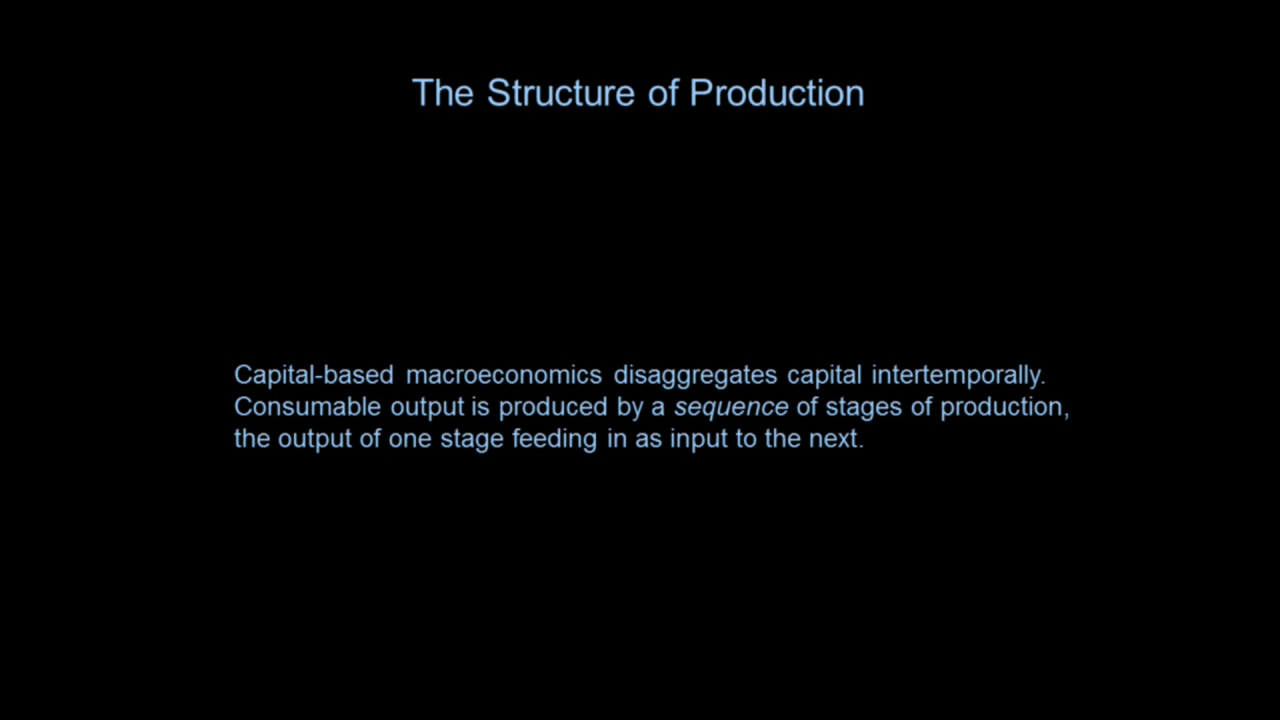 The Structure of Production
Capital-based macroeconomics disaggregates capital intertemporally.
Consumable output is produced by a sequence of stages of production,
the output of one stage feeding in as input to the next.